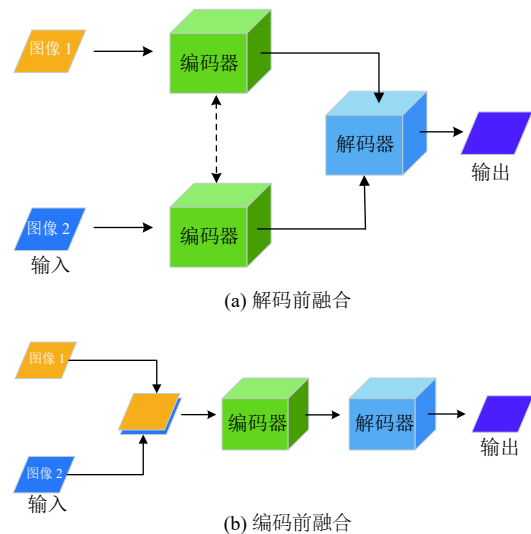 图像 1
编码器
解码器
输出
图像 2
编码器
输入
(a) 解码前融合
图像 1
编码器
解码器
图像 2
输出
输入
(b) 编码前融合